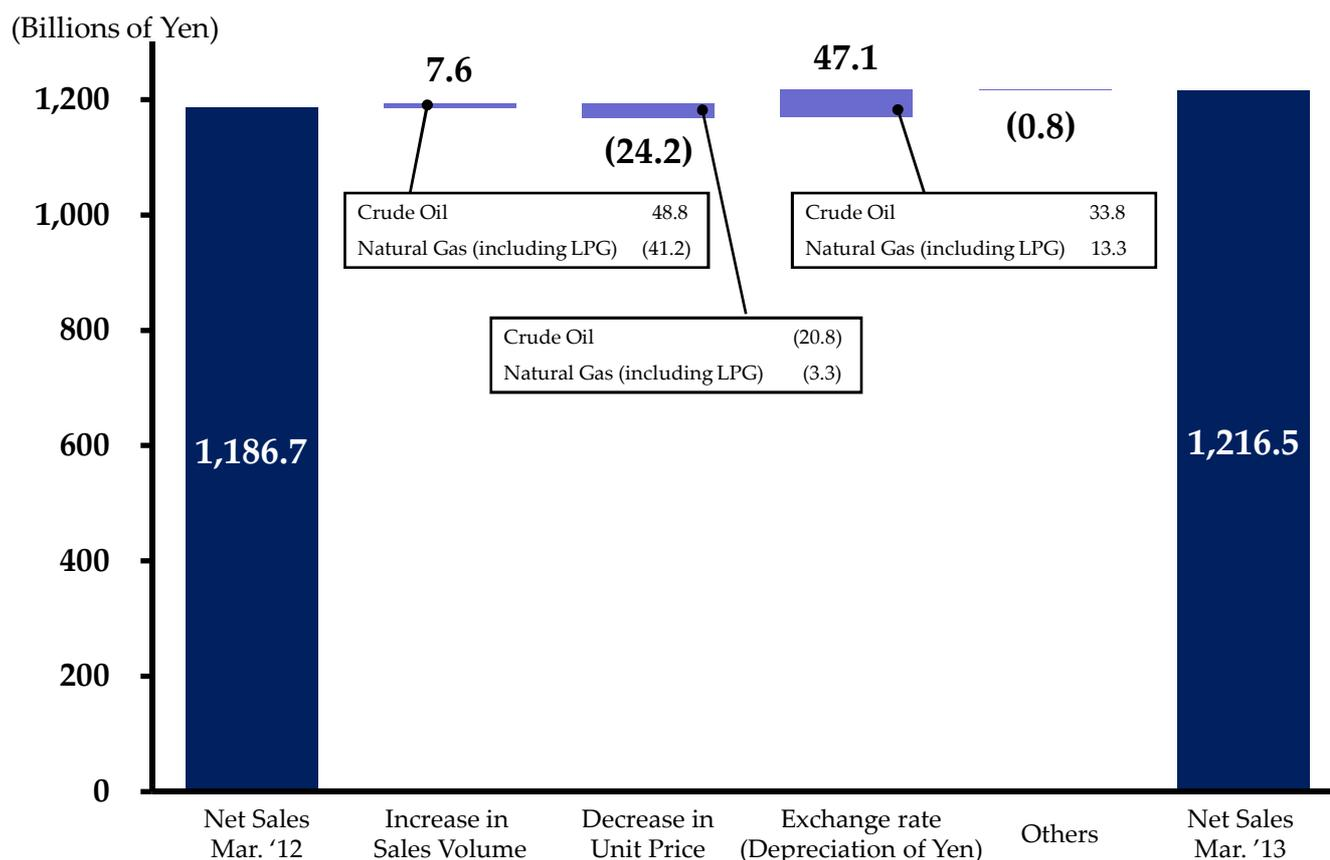 (Billions of Yen)
1,200
1,000
800
600
400
200
0
7.6
(24.2)
47.1
(0.8)
Crude Oil 48.8
Natural Gas (including LPG) (41.2)
Crude Oil 33.8
Natural Gas (including LPG) 13.3
Crude Oil (20.8)
Natural Gas (including LPG) (3.3)
1,186.7
1,216.5
Net Sales
Mar. ‘12
Increase in
Sales Volume
Decrease in
Unit Price
Exchange rate
(Depreciation of Yen)
Others
Net Sales
Mar. ’13